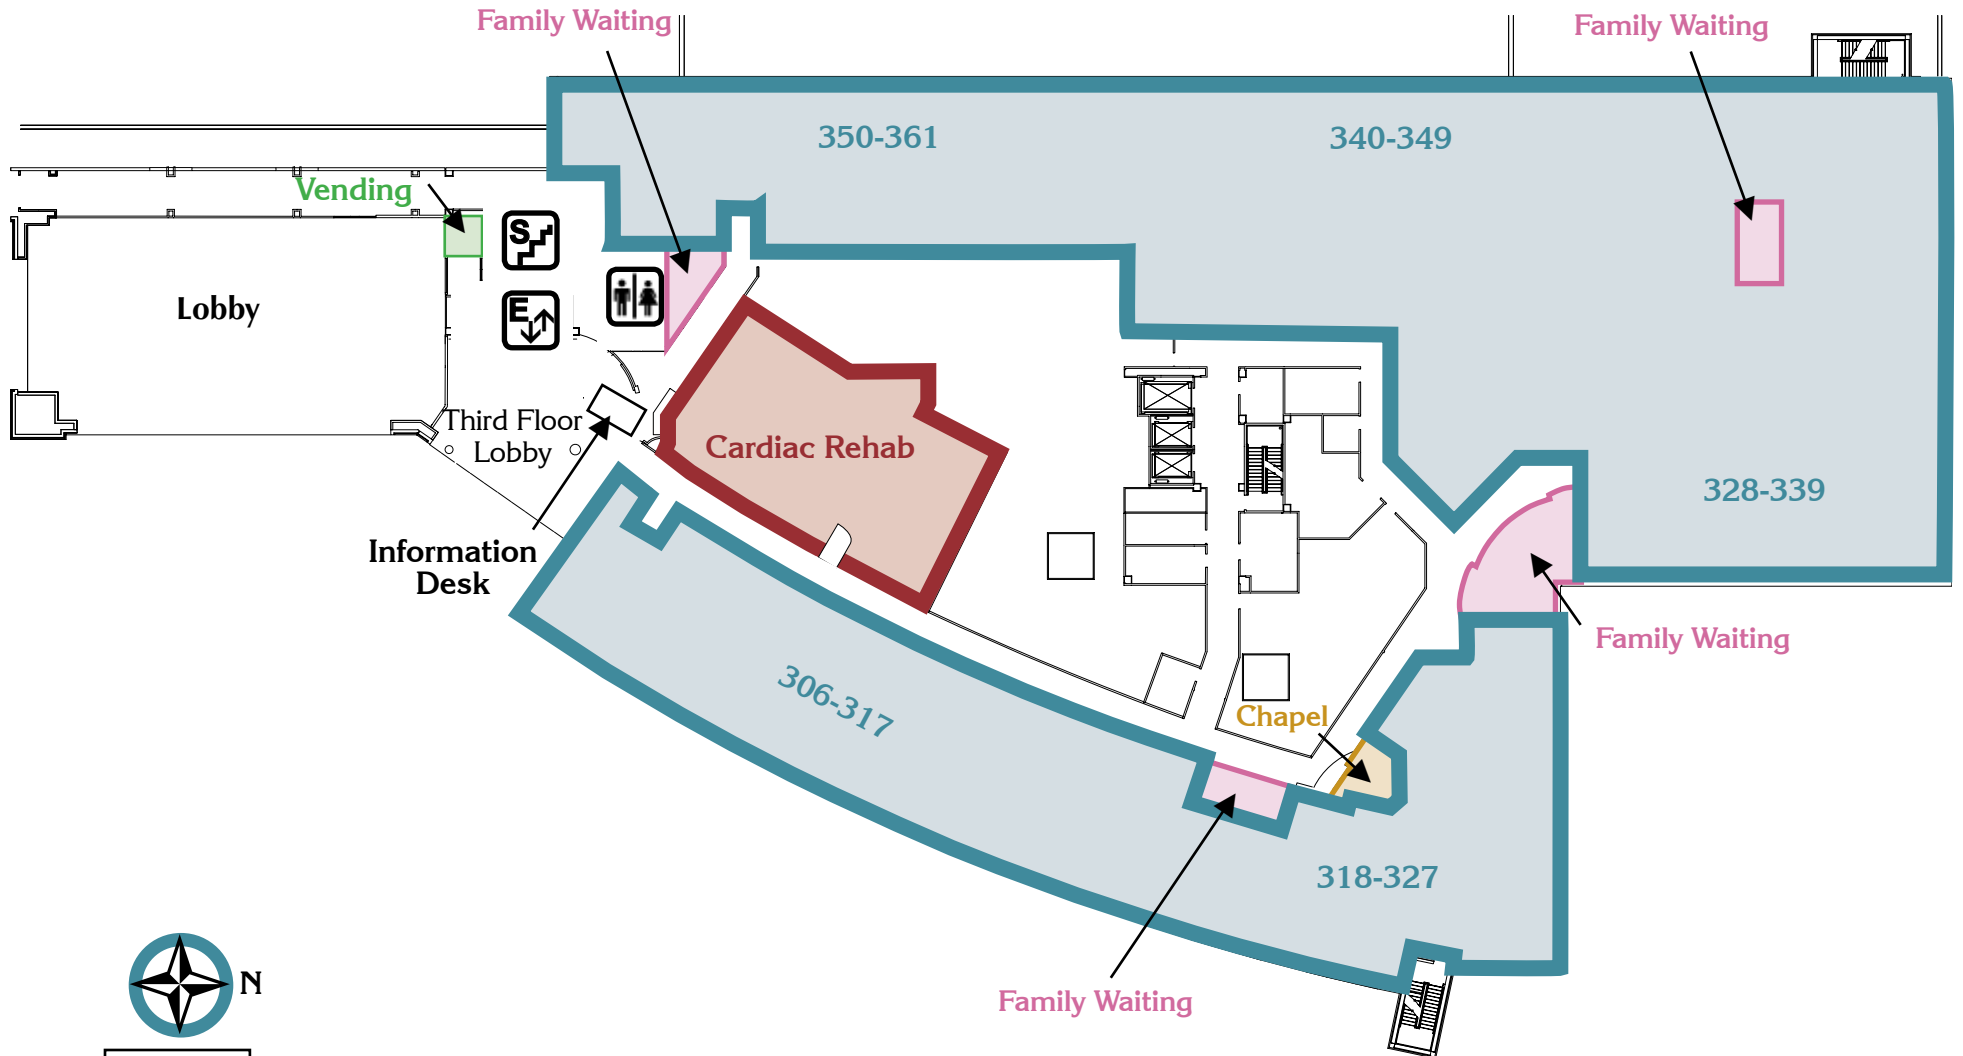 Family Waiting
Family Waiting
350-361
340-349
Vending
S
E
Lobby
Third Floor
Lobby
Cardiac Rehab
328-339
Information
Desk
Family Waiting
306-317
Chapel
318-327
Family Waiting
N